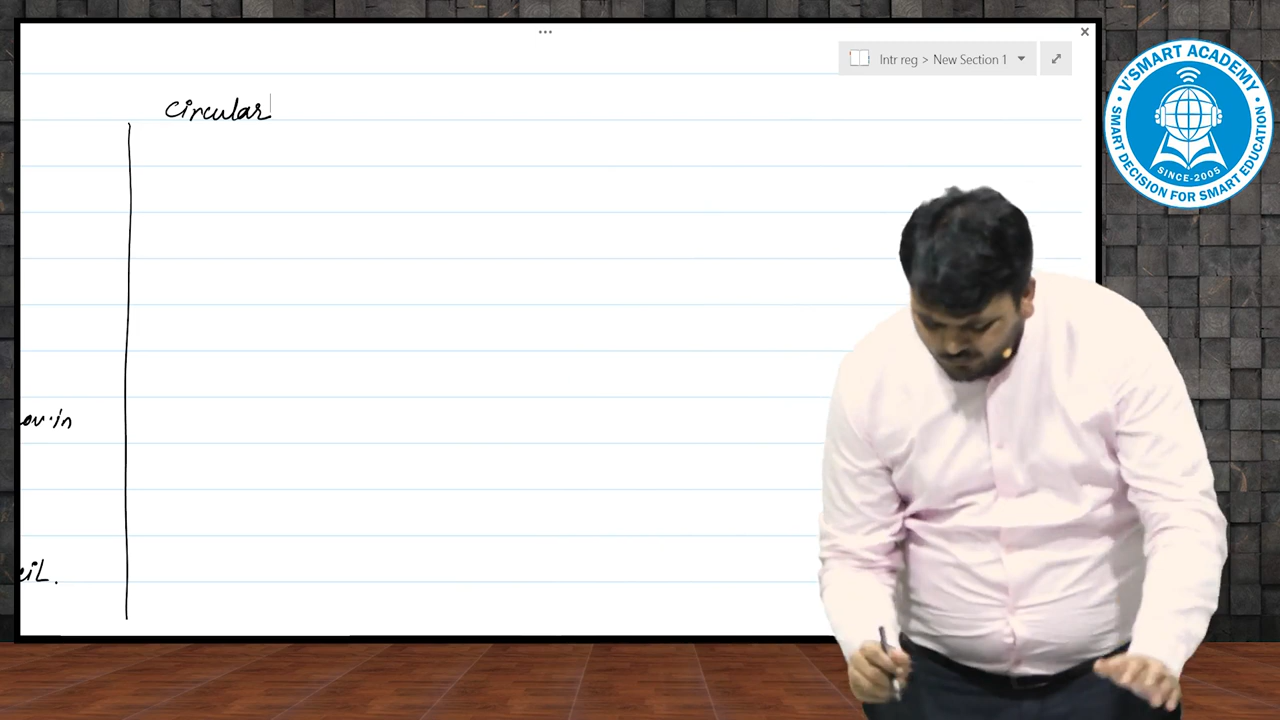 Intr reg > New Section 1
circular
V'SMART ACADEMY
SINCE-2005
SMART DECISION FOR SMART EDUCATION